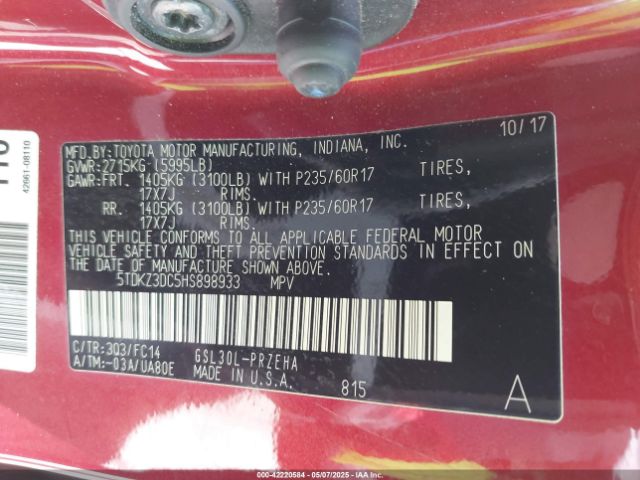 10/17
MFD.BY:TOYOTA MOTOR MANUFACTURING, INDIANA, INC.
GVWR:2715KG (5995LB)
GAWR:FRT. 1405KG (3100LB) WITH P235/60R17 TIRES,
17X7J RIMS.
RR. 1405KG (3100LB) WITH P235/60R17 TIRES,
17X7J RIMS.
THIS VEHICLE CONFORMS TO ALL APPLICABLE FEDERAL MOTOR
VEHICLE SAFETY AND THEFT PREVENTION STANDARDS IN EFFECT ON
THE DATE OF MANUFACTURE SHOWN ABOVE.
5TDKZ3DC5HS898933 MPV
C/TR:3Q3/FC14 GSL30L-PRZEHA
A/TM:-03A/UA80E MADE IN U.S.A. 815
A
42661-08110
000-42220584 05/07/2025 IAAI.COM